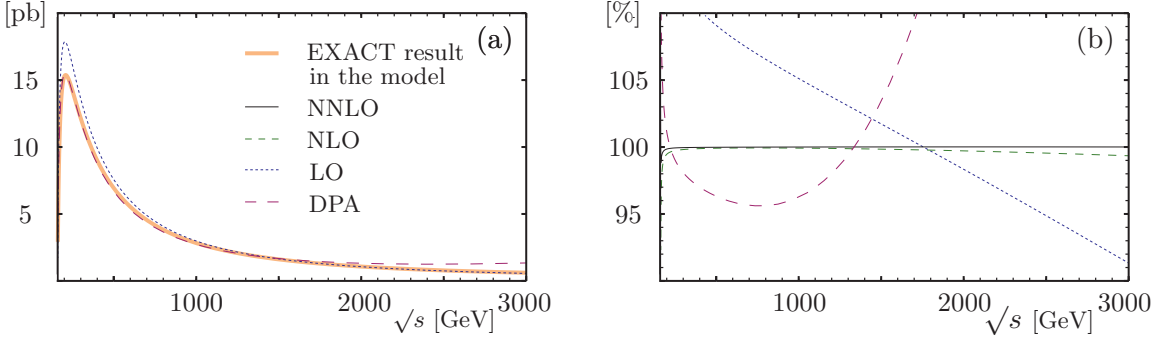 [pb]
(a)
EXACT result
in the model
NNLO
NLO
LO
DPA
15
10
5
1000
2000
3000
√s [GeV]
[%]
(b)
105
100
95
1000
2000
3000
√s [GeV]